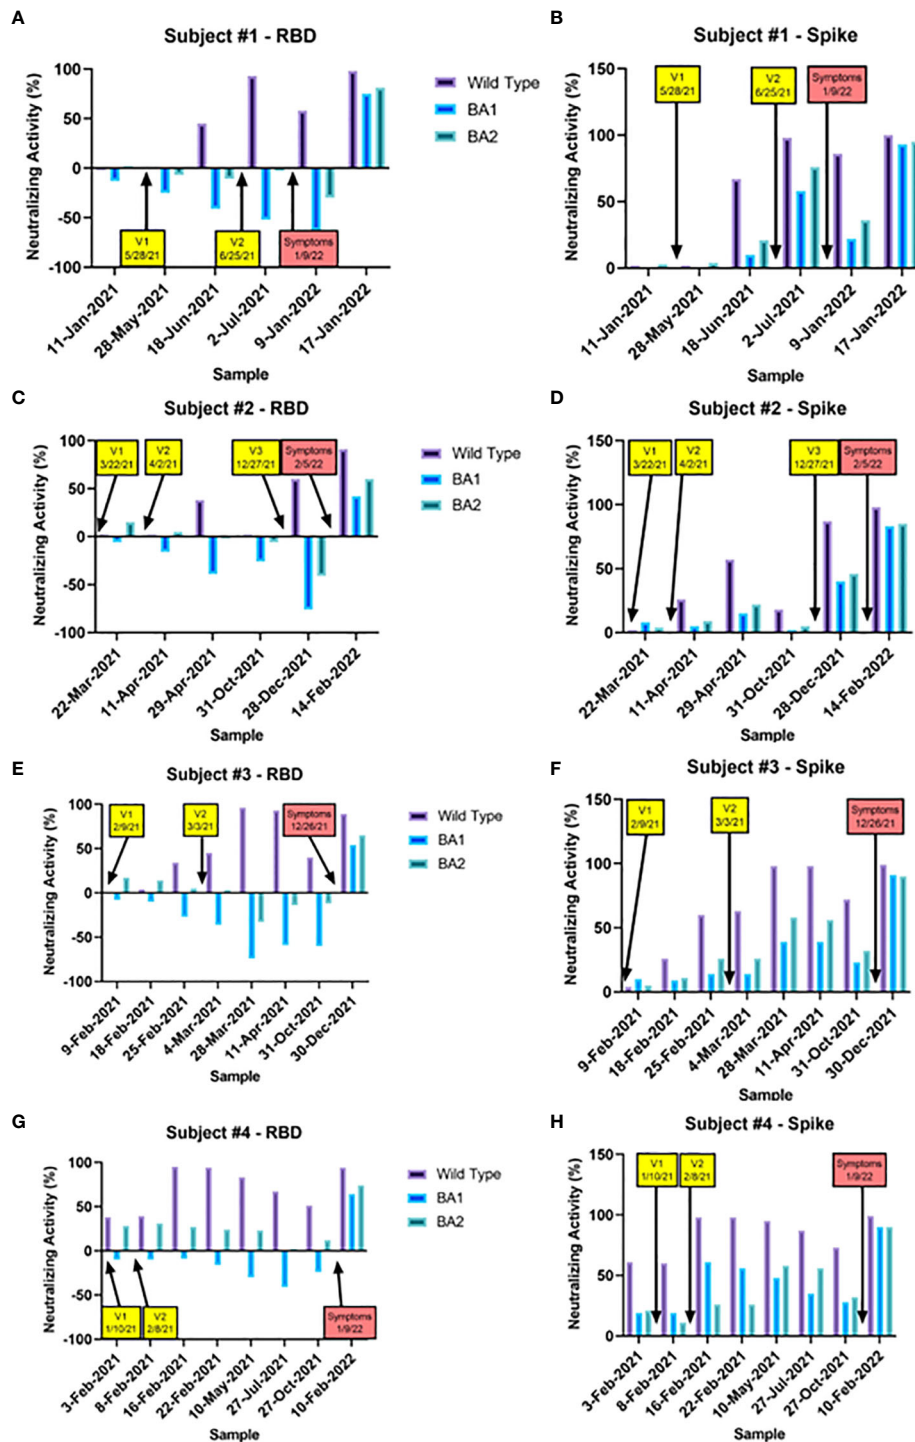 A
Subject #1 - RBD
Neutralizing Activity (%)
100
50
0
-50
-100
V1
5/28/21
V2
6/25/21
Symptoms
1/9/22
11-Jan-2021
28-May-2021
18-Jun-2021
2-Jul-2021
9-Jan-2022
17-Jan-2022
Sample
Wild Type
BA1
BA2
B
Subject #1 - Spike
Neutralizing Activity (%)
150
100
50
0
V1
5/28/21
V2
6/25/21
Symptoms
1/9/22
11-Jan-2021
28-May-2021
18-Jun-2021
2-Jul-2021
9-Jan-2022
17-Jan-2022
Sample
C
Subject #2 - RBD
Neutralizing Activity (%)
100
50
0
-50
-100
V1
3/22/21
V2
4/2/21
V3
12/27/21
Symptoms
2/5/22
22-Mar-2021
11-Apr-2021
29-Apr-2021
31-Oct-2021
28-Dec-2021
14-Feb-2022
Sample
Wild Type
BA1
BA2
D
Subject #2 - Spike
Neutralizing Activity (%)
150
100
50
0
V1
3/22/21
V2
4/2/21
V3
12/27/21
Symptoms
2/5/22
22-Mar-2021
11-Apr-2021
29-Apr-2021
31-Oct-2021
28-Dec-2021
14-Feb-2022
Sample
E
Subject #3 - RBD
Neutralizing Activity (%)
100
50
0
-50
-100
V1
2/9/21
V2
3/3/21
Symptoms
12/26/21
9-Feb-2021
18-Feb-2021
25-Feb-2021
4-Mar-2021
28-Mar-2021
11-Apr-2021
31-Oct-2021
30-Dec-2021
Sample
Wild Type
BA1
BA2
F
Subject #3 - Spike
Neutralizing Activity (%)
150
100
50
0
V1
2/9/21
V2
3/3/21
Symptoms
12/26/21
9-Feb-2021
18-Feb-2021
25-Feb-2021
4-Mar-2021
28-Mar-2021
11-Apr-2021
31-Oct-2021
30-Dec-2021
Sample
G
Subject #4 - RBD
Neutralizing Activity (%)
100
50
0
-50
-100
V1
1/10/21
V2
2/8/21
Symptoms
1/9/22
3-Feb-2021
8-Feb-2021
16-Feb-2021
22-Feb-2021
10-May-2021
27-Jul-2021
27-Oct-2021
10-Feb-2022
Sample
Wild Type
BA1
BA2
H
Subject #4 - Spike
Neutralizing Activity (%)
150
100
50
0
V1
1/10/21
V2
2/8/21
Symptoms
1/9/22
3-Feb-2021
8-Feb-2021
16-Feb-2021
22-Feb-2021
10-May-2021
27-Jul-2021
27-Oct-2021
10-Feb-2022
Sample